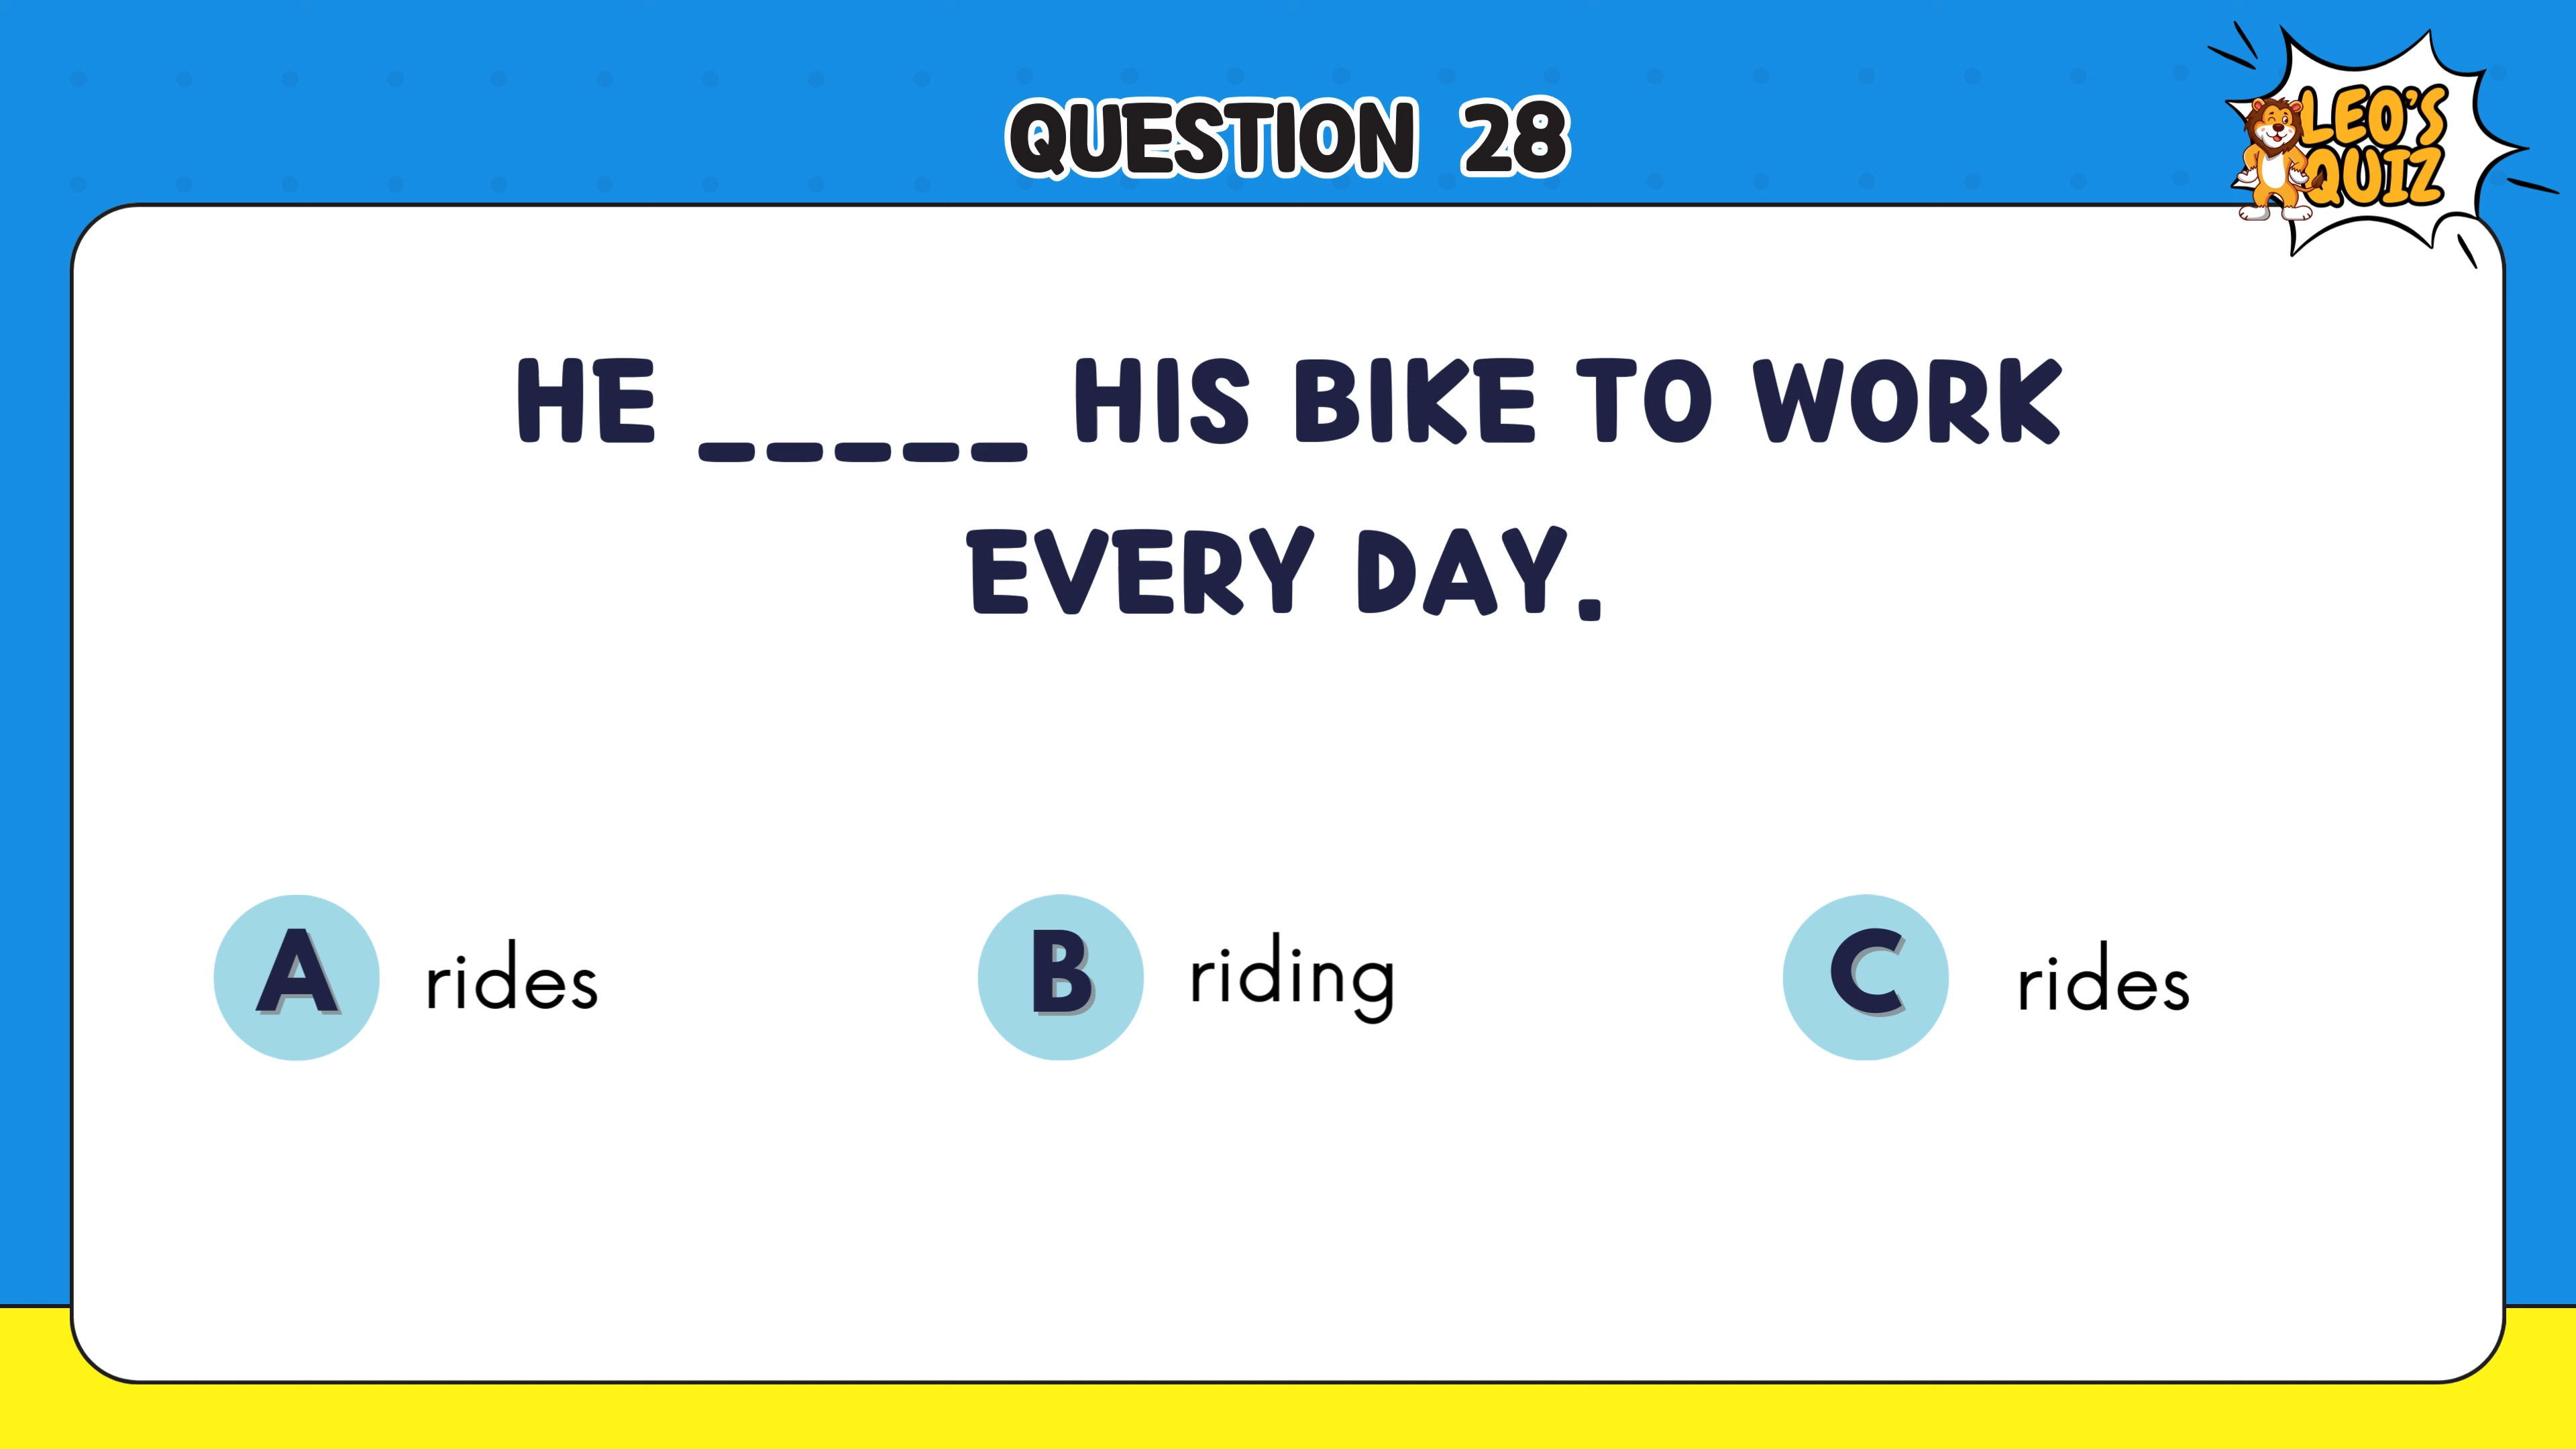 QUESTION 28
LEO'S
QUIZ
HE _____ HIS BIKE TO WORK
EVERY DAY.
A rides
B riding
C rides